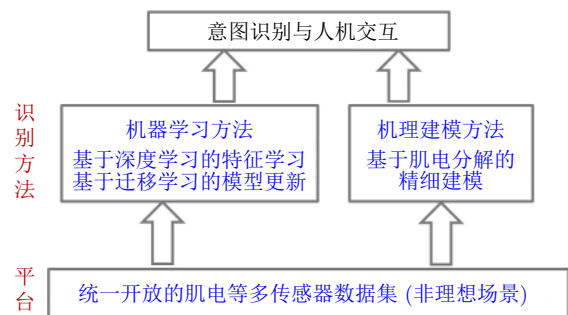 意图识别与人机交互
识别方法
机器学习方法
基于深度学习的特征学习
基于迁移学习的模型更新
机理建模方法
基于肌电分解的
精细建模
平台
统一开放的肌电等多传感器数据集 (非理想场景)